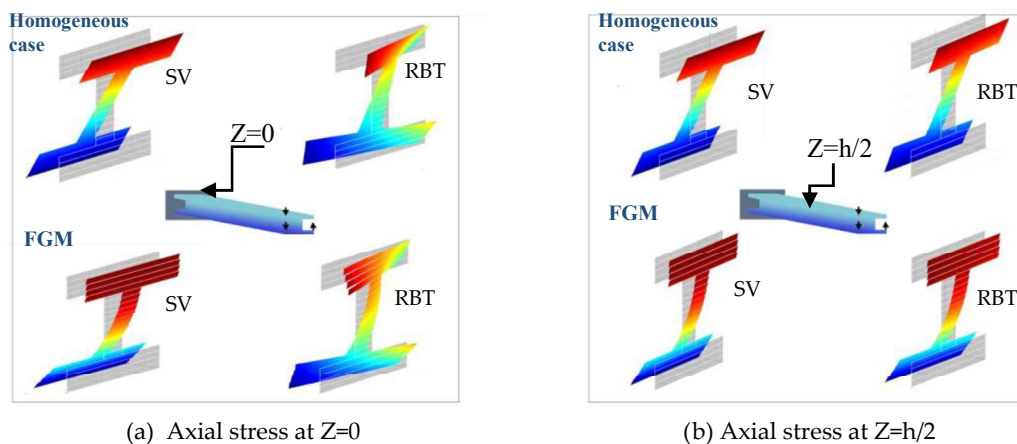 Homogeneous
case
SV
RBT
Z=0
FGM
SV
RBT
(a) Axial stress at Z=0
Homogeneous
case
SV
RBT
Z=h/2
FGM
SV
RBT
(b) Axial stress at Z=h/2